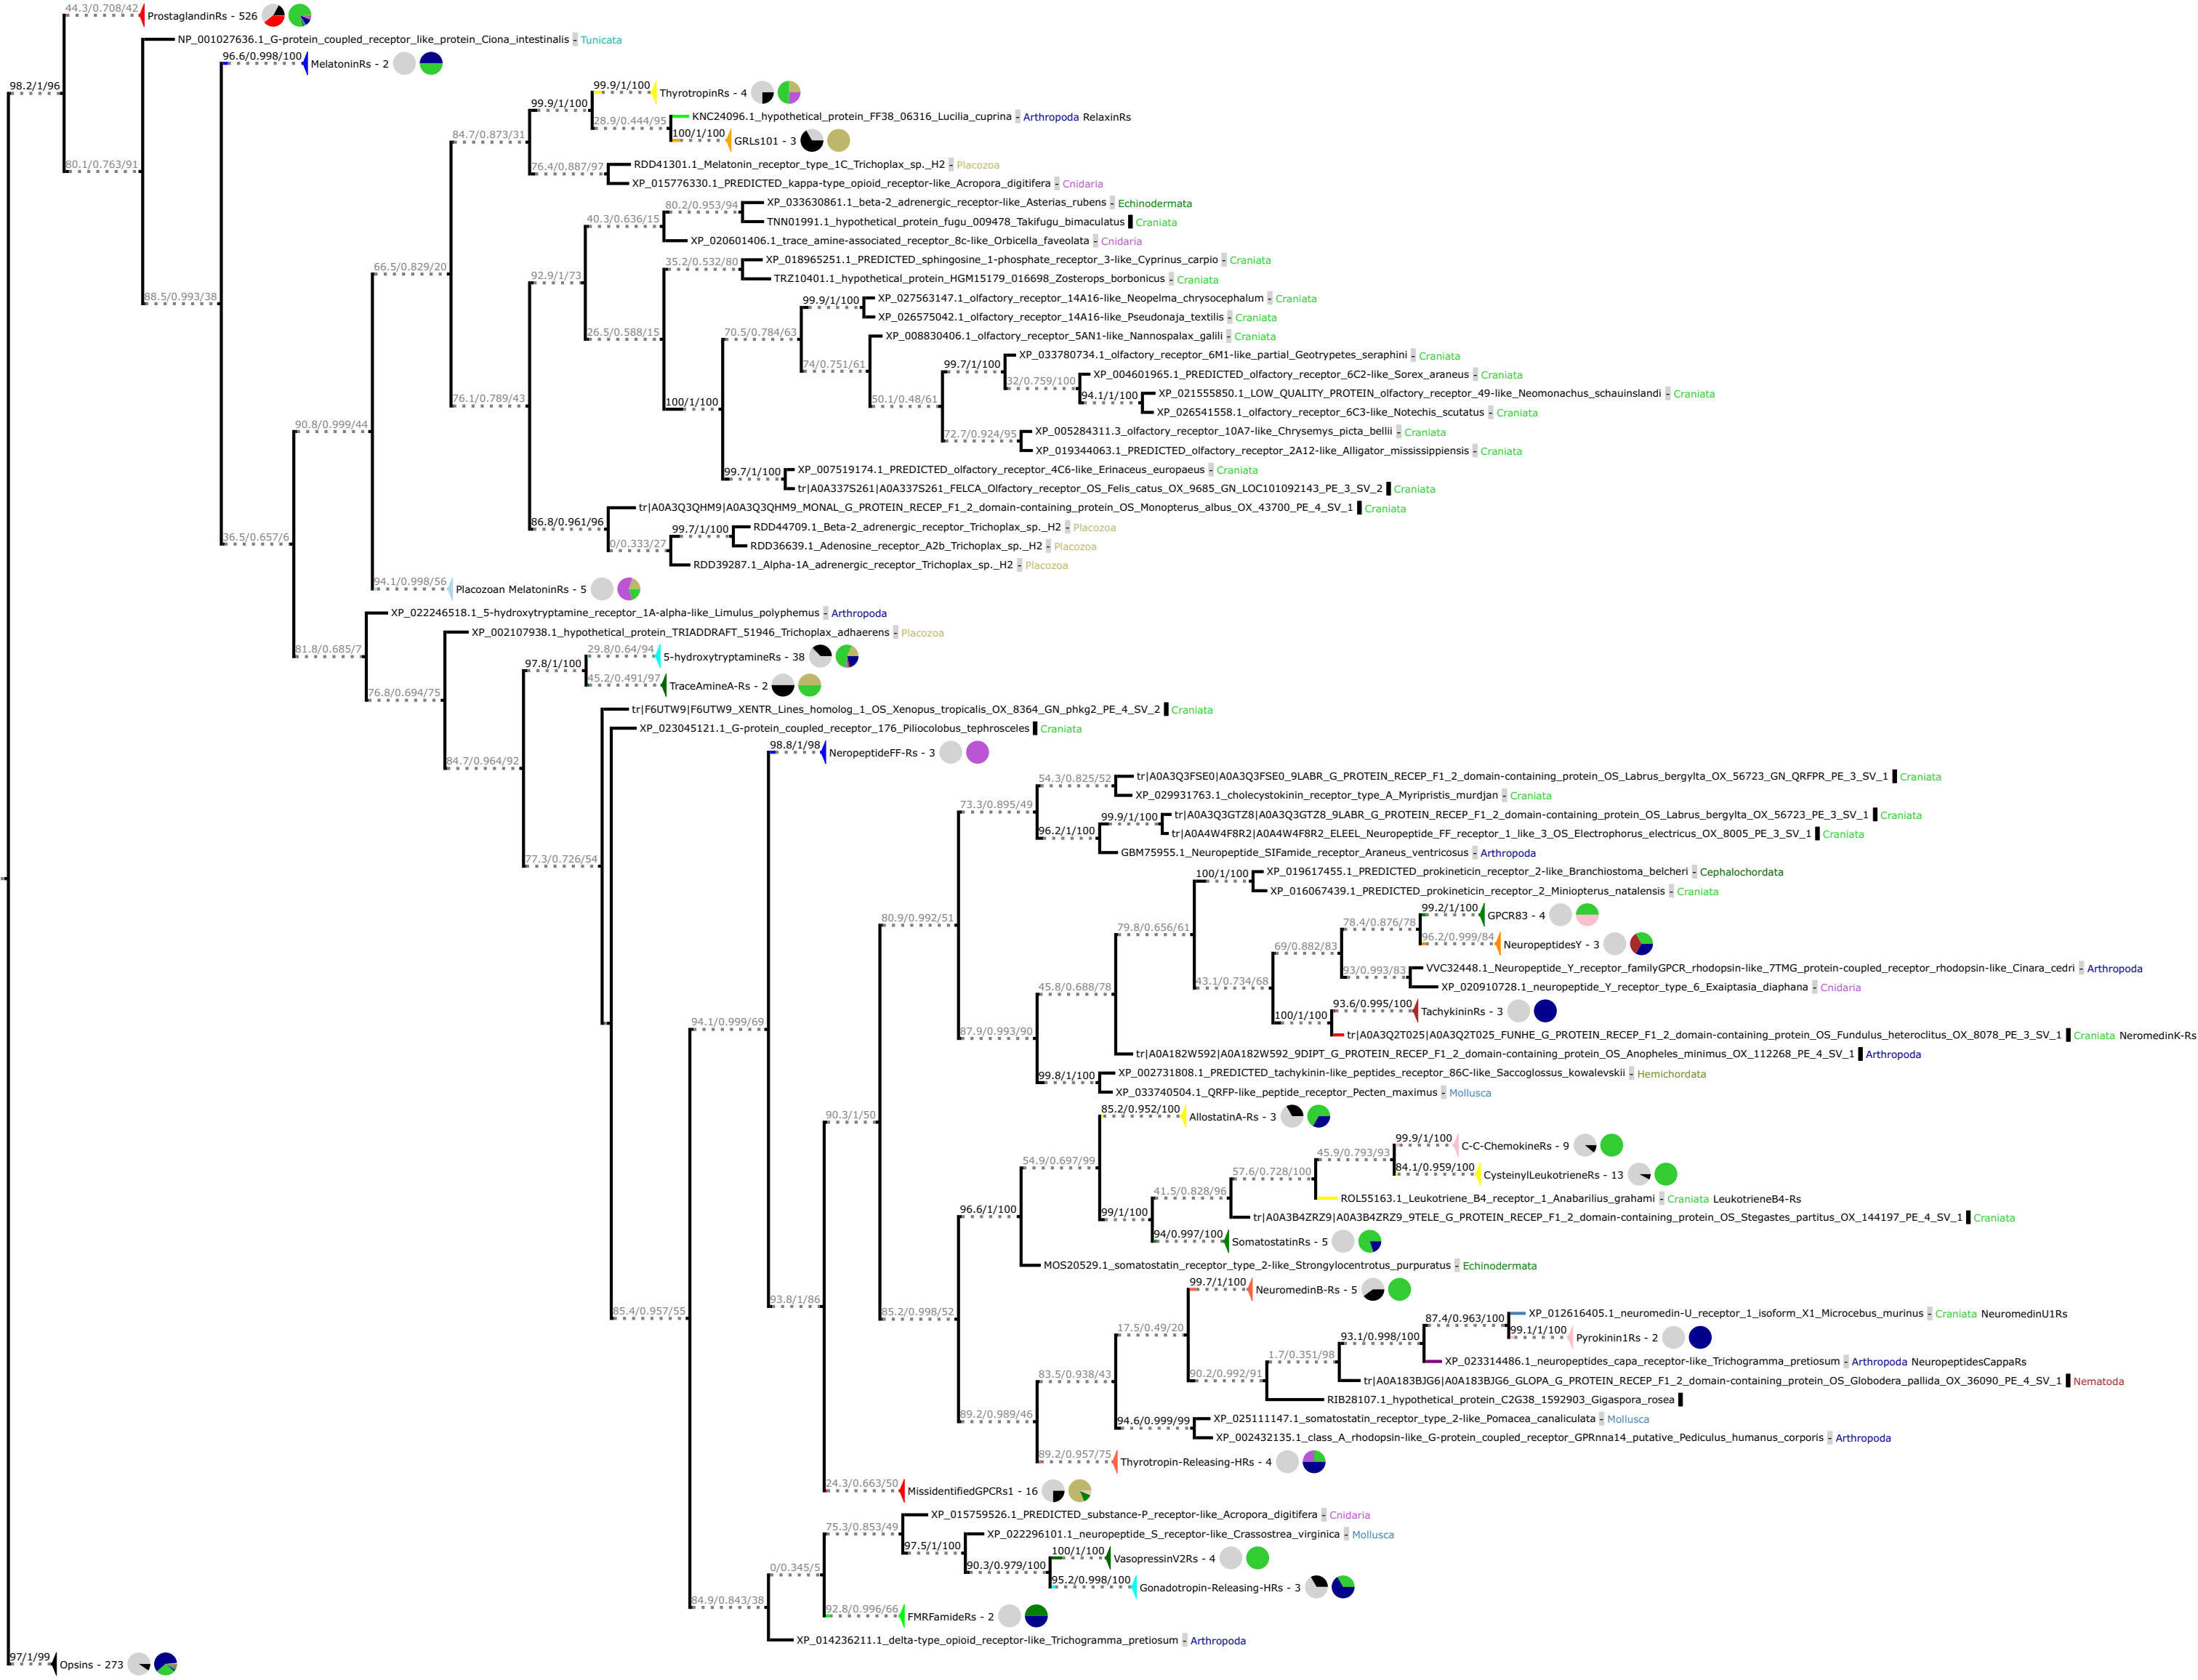 44.3/0.708/42
ProstaglandinRs - 526
NP_001027636.1_G-protein_coupled_receptor_like_protein_Ciona_intestinalis - Tunicata
96.6/0.998/100
MelatoninRs - 2
98.2/1/96
99.9/1/100
ThyrotropinRs - 4
99.9/1/100
KNC24096.1_hypothetical_protein_FF38_06316_Lucilia_cuprina - Arthropoda RelaxinRs
28.9/0.444/95
84.7/0.873/31
100/1/100
GRLs101 - 3
80.1/0.763/91
76.4/0.887/97
RDD41301.1_Melatonin_receptor_type_1C_Trichoplax_sp._H2 - Placozoa
XP_015776330.1_PREDICTED_kappa-type_opioid_receptor-like_Acropora_digitifera - Cnidaria
80.2/0.953/94
XP_033630861.1_beta-2_adrenergic_receptor-like_Asterias_rubens - Echinodermata
40.3/0.636/15
TNN01991.1_hypothetical_protein_fugu_009478_Takifugu_bimaculatus Craniata
XP_020601406.1_trace_amine-associated_receptor_8c-like_Orbicella_faveolata - Cnidaria
66.5/0.829/20
92.9/1/73
35.2/0.532/80
XP_018965251.1_PREDICTED_sphingosine_1-phosphate_receptor_3-like_Cyprinus_carpio - Craniata
TRZ10401.1_hypothetical_protein_HGM15179_016698_Zosterops_borbonicus - Craniata
88.5/0.993/38
99.9/1/100
XP_027563147.1_olfactory_receptor_14A16-like_Neopelma_chrysocephalum - Craniata
XP_026575042.1_olfactory_receptor_14A16-like_Pseudonaja_textilis - Craniata
26.5/0.588/15
70.5/0.784/63
XP_008830406.1_olfactory_receptor_5AN1-like_Nannospalax_galili - Craniata
74/0.751/61
99.7/1/100
XP_033780734.1_olfactory_receptor_6M1-like_partial_Geotrypetes_seraphini - Craniata
32/0.759/100
XP_004601965.1_PREDICTED_olfactory_receptor_6C2-like_Sorex_araneus - Craniata
94.1/1/100
XP_021555850.1_LOW_QUALITY_PROTEIN_olfactory_receptor_49-like_Neomonachus_schauinslandi - Craniata
76.1/0.789/43
100/1/100
50.1/0.48/61
XP_026541558.1_olfactory_receptor_6C3-like_Notechis_scutatus - Craniata
90.8/0.999/44
72.7/0.924/95
XP_005284311.3_olfactory_receptor_10A7-like_Chrysemys_picta_bellii - Craniata
XP_019344063.1_PREDICTED_olfactory_receptor_2A12-like_Alligator_mississippiensis - Craniata
99.7/1/100
XP_007519174.1_PREDICTED_olfactory_receptor_4C6-like_Erinaceus_europaeus - Craniata
tr|A0A337S261|A0A337S261_FELCA_Olfactory_receptor_OS_Felis_catus_OX_9685_GN_LOC101092143_PE_3_SV_2 Craniata
86.8/0.961/96
tr|A0A3Q3QHM9|A0A3Q3QHM9_MONAL_G_PROTEIN_RECEP_F1_2_domain-containing_protein_OS_Monopterus_albus_OX_43700_PE_4_SV_1 Craniata
99.7/1/100
RDD44709.1_Beta-2_adrenergic_receptor_Trichoplax_sp._H2 - Placozoa
36.5/0.657/6
0/0.333/27
RDD36639.1_Adenosine_receptor_A2b_Trichoplax_sp._H2 - Placozoa
RDD39287.1_Alpha-1A_adrenergic_receptor_Trichoplax_sp._H2 - Placozoa
94.1/0.998/56
Placozoan MelatoninRs - 5
XP_022246518.1_5-hydroxytryptamine_receptor_1A-alpha-like_Limulus_polyphemus - Arthropoda
XP_002107938.1_hypothetical_protein_TRIADDRAFT_51946_Trichoplax_adhaerens - Placozoa
81.8/0.685/7
29.8/0.64/94
5-hydroxytryptamineRs - 38
97.8/1/100
45.2/0.491/97
TraceAmineA-Rs - 2
76.8/0.694/75
tr|F6UTW9|F6UTW9_XENTR_Lines_homolog_1_OS_Xenopus_tropicalis_OX_8364_GN_phkg2_PE_4_SV_2 Craniata
XP_023045121.1_G-protein_coupled_receptor_176_Piliocolobus_tephrosceles Craniata
84.7/0.964/92
98.8/1/98
NeropeptideFF-Rs - 3
54.3/0.825/52
tr|A0A3Q3FSE0|A0A3Q3FSE0_9LABR_G_PROTEIN_RECEP_F1_2_domain-containing_protein_OS_Labrus_bergylta_OX_56723_GN_QRFPR_PE_3_SV_1 Craniata
73.3/0.895/49
XP_029931763.1_cholecystokinin_receptor_type_A_Myripristis_murdjan - Craniata
99.9/1/100
tr|A0A3Q3GTZ8|A0A3Q3GTZ8_9LABR_G_PROTEIN_RECEP_F1_2_domain-containing_protein_OS_Labrus_bergylta_OX_56723_PE_3_SV_1 Craniata
96.2/1/100
tr|A0A4W4F8R2|A0A4W4F8R2_ELEEL_Neuropeptide_FF_receptor_1_like_3_OS_Electrophorus_electricus_OX_8005_PE_3_SV_1 Craniata
77.3/0.726/54
GBM75955.1_Neuropeptide_SIFamide_receptor_Araneus_ventricosus - Arthropoda
100/1/100
XP_019617455.1_PREDICTED_prokineticin_receptor_2-like_Branchiostoma_belcheri - Cephalochordata
XP_016067439.1_PREDICTED_prokineticin_receptor_2_Miniopterus_natalensis - Craniata
80.9/0.992/51
79.8/0.656/61
99.2/1/100
GPCR83 - 4
78.4/0.876/78
96.2/0.999/84
NeuropeptidesY - 3
69/0.882/83
93/0.993/83
VVC32448.1_Neuropeptide_Y_receptor_familyGPCR_rhodopsin-like_7TMG_protein-coupled_receptor_rhodopsin-like_Cinara_cedri - Arthropoda
43.1/0.734/68
XP_020910728.1_neuropeptide_Y_receptor_type_6_Exaiptasia_diaphana - Cnidaria
45.8/0.688/78
93.6/0.995/100
TachykininRs - 3
100/1/100
94.1/0.999/69
87.9/0.993/90
tr|A0A3Q2T025|A0A3Q2T025_FUNHE_G_PROTEIN_RECEP_F1_2_domain-containing_protein_OS_Fundulus_heteroclitus_OX_8078_PE_3_SV_1 Craniata NeromedinK-Rs
tr|A0A182W592|A0A182W592_9DIPT_G_PROTEIN_RECEP_F1_2_domain-containing_protein_OS_Anopheles_minimus_OX_112268_PE_4_SV_1 Arthropoda
99.8/1/100
XP_002731808.1_PREDICTED_tachykinin-like_peptides_receptor_86C-like_Saccoglossus_kowalevskii - Hemichordata
XP_033740504.1_QRFP-like_peptide_receptor_Pecten_maximus - Mollusca
90.3/1/50
85.2/0.952/100
AllostatinA-Rs - 3
99.9/1/100
C-C-ChemokineRs - 9
54.9/0.697/99
45.9/0.793/93
84.1/0.959/100
CysteinylLeukotrieneRs - 13
57.6/0.728/100
ROL55163.1_Leukotriene_B4_receptor_1_Anabarilius_grahami - Craniata LeukotrieneB4-Rs
41.5/0.828/96
96.6/1/100
99/1/100
tr|A0A3B4ZRZ9|A0A3B4ZRZ9_9TELE_G_PROTEIN_RECEP_F1_2_domain-containing_protein_OS_Stegastes_partitus_OX_144197_PE_4_SV_1 Craniata
94/0.997/100
SomatostatinRs - 5
MOS20529.1_somatostatin_receptor_type_2-like_Strongylocentrotus_purpuratus - Echinodermata
99.7/1/100
NeuromedinB-Rs - 5
85.4/0.957/55
93.8/1/86
85.2/0.998/52
87.4/0.963/100
XP_012616405.1_neuromedin-U_receptor_1_isoform_X1_Microcebus_murinus - Craniata NeuromedinU1Rs
17.5/0.49/20
93.1/0.998/100
99.1/1/100
Pyrokinin1Rs - 2
1.7/0.351/98
XP_023314486.1_neuropeptides_capa_receptor-like_Trichogramma_pretiosum - Arthropoda NeuropeptidesCappaRs
83.5/0.938/43
90.2/0.992/91
tr|A0A183BJG6|A0A183BJG6_GLOPA_G_PROTEIN_RECEP_F1_2_domain-containing_protein_OS_Globodera_pallida_OX_36090_PE_4_SV_1 Nematoda
RIB28107.1_hypothetical_protein_C2G38_1592903_Gigaspora_rosea
89.2/0.989/46
94.6/0.999/99
XP_025111147.1_somatostatin_receptor_type_2-like_Pomacea_canaliculata - Mollusca
XP_002432135.1_class_A_rhodopsin-like_G-protein_coupled_receptor_GPRnna14_putative_Pediculus_humanus_corporis - Arthropoda
89.2/0.957/75
Thyrotropin-Releasing-HRs - 4
24.3/0.663/50
MissidentifiedGPCRs1 - 16
XP_015759526.1_PREDICTED_substance-P_receptor-like_Acropora_digitifera - Cnidaria
75.3/0.853/49
XP_022296101.1_neuropeptide_S_receptor-like_Crassostrea_virginica - Mollusca
97.5/1/100
100/1/100
VasopressinV2Rs - 4
0/0.345/5
90.3/0.979/100
95.2/0.998/100
Gonadotropin-Releasing-HRs - 3
84.9/0.843/38
92.8/0.996/66
FMRFamideRs - 2
XP_014236211.1_delta-type_opioid_receptor-like_Trichogramma_pretiosum - Arthropoda
97/1/99
Opsins - 273